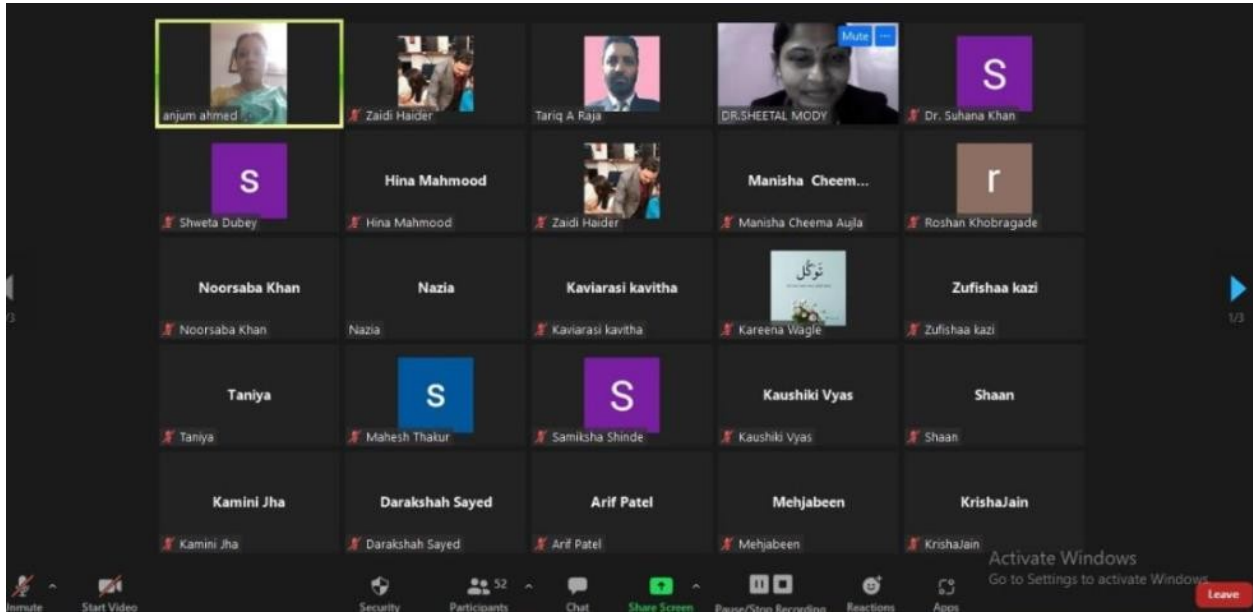 Mute ...
anjum ahmed
Zaidi Haider
Tariq A Raja
DR.SHEETAL MODY
S
Dr. Suhana Khan
s
Shweta Dubey
Hina Mahmood
Hina Mahmood
Zaidi Haider
Manisha Cheem...
Manisha Cheema Aujla
r
Roshan Khobragade
Noorsaba Khan
Noorsaba Khan
Nazia
Nazia
Kaviarasi kavitha
Kaviarasi kavitha
تَوَكُّل
Kareena Wagle
Zufishaa kazi
Zufishaa kazi
/3
1/3
Taniya
Taniya
s
Mahesh Thakur
S
Samiksha Shinde
Kaushiki Vyas
Kaushiki Vyas
Shaan
Shaan
Kamini Jha
Kamini Jha
Darakshah Sayed
Darakshah Sayed
Arif Patel
Arif Patel
Mehjabeen
Mehjabeen
KrishaJain
KrishaJain
Activate Windows
Go to Settings to activate Windows.
nmute
Start Video
Security
52
Participants
Chat
Share Screen
Pause/Stop Recording
Reactions
Apps
Leave